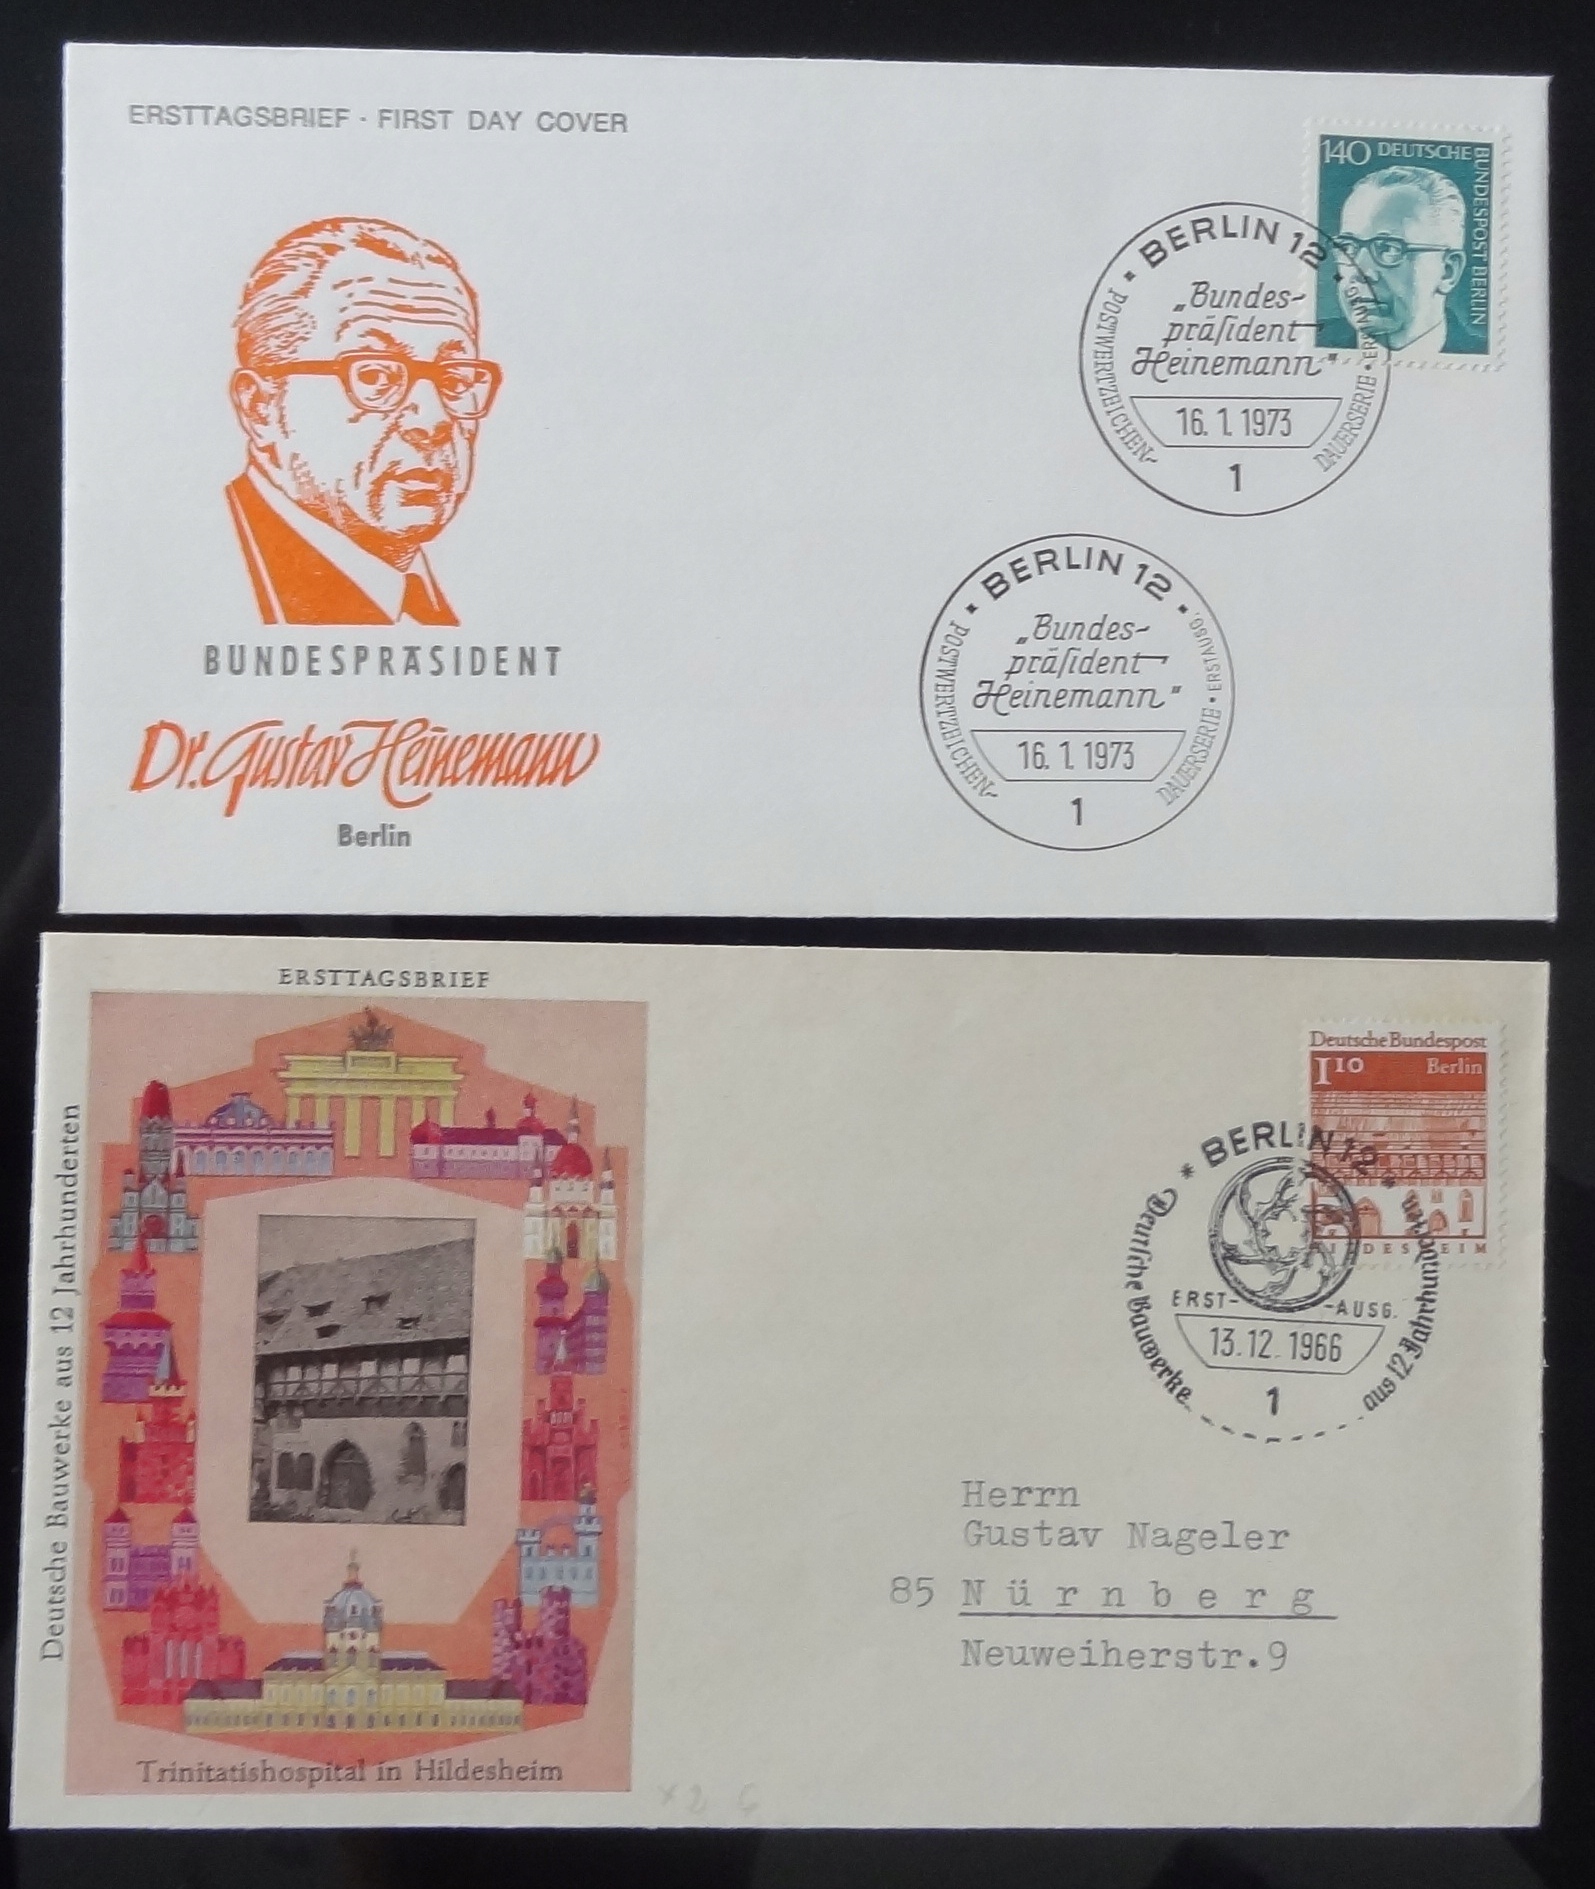 ERSTTAGSBRIEF - FIRST DAY COVER
140 DEUTSCHE
BUNDESPOST BERLIN
BERLIN 12
„Bundes-
präſident
Heinemann"
16. 1. 1973
1
POSTWERTZEICHEN-
DAUERSERIE • ERSTAUSG.
BERLIN 12
„Bundes-
präſident
Heinemann"
16. 1. 1973
1
POSTWERTZEICHEN-
DAUERSERIE • ERSTAUSG.
BUNDESPRÄSIDENT
Dr. Gustav Heinemann
Berlin
ERSTTAGSBRIEF
Deutsche Bauwerke aus 12 Jahrhunderten
Trinitatishospital in Hildesheim
Deutsche Bundespost
110 Berlin
HILDESHEIM
* BERLIN 12 *
Deutſche Bauwerke
aus 12 Jahrhunderten
ERST- -AUSG.
13.12.1966
1
Herrn
Gustav Nageler
85 Nürnberg
Neuweiherstr.9